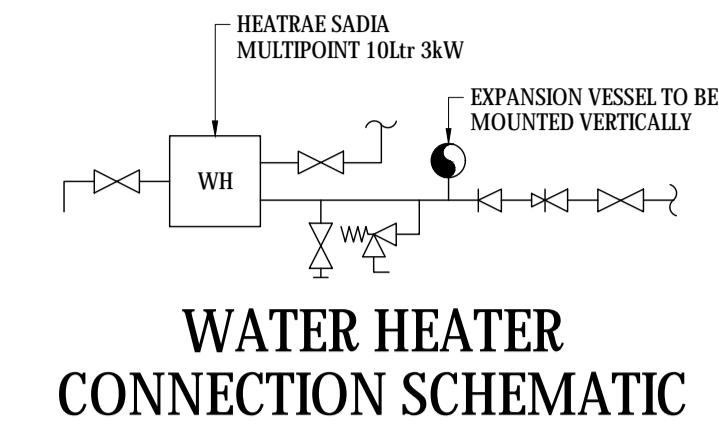 HEATRAE SADIA
MULTIPOINT 10Ltr 3kW
EXPANSION VESSEL TO BE
MOUNTED VERTICALLY
WH
WATER HEATER
CONNECTION SCHEMATIC